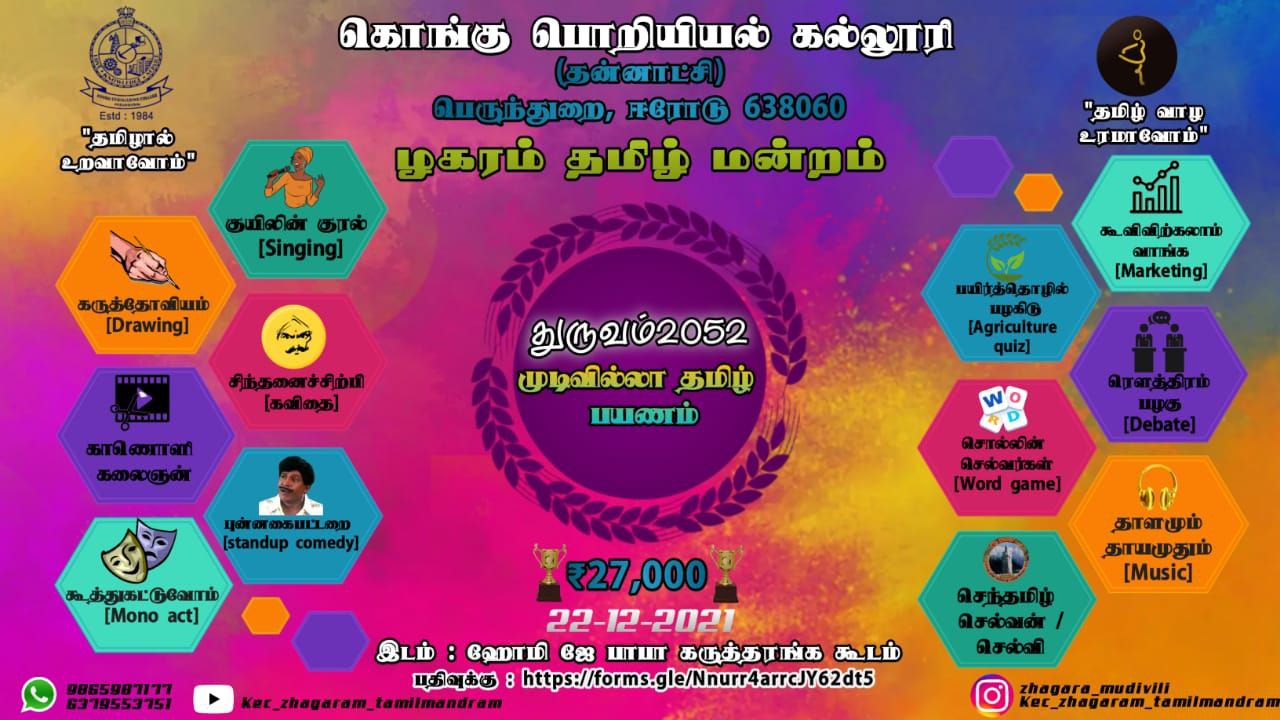 கொங்கு பொறியியல் கல்லூரி
(தன்னாட்சி)
பெருந்துறை, ஈரோடு 638060
ழகரம் தமிழ் மன்றம்
Estd : 1984
"தமிழால்
உறவாவோம்"
"தமிழ் வாழ
உரமாவோம்"
குயிலின் குரல்
[Singing]
கருத்தோவியம்
[Drawing]
சிந்தனைச்சிற்பி
[கவிதை]
காணொளி
கலைஞன்
புன்னகைபட்டறை
[standup comedy]
கூத்துகட்டுவோம்
[Mono act]
துருவம்2052
முடிவில்லா தமிழ்
பயணம்
கூவிவிற்கலாம்
வாங்க
[Marketing]
பயிர்த்தொழில்
பழகிடு
[Agriculture
quiz]
ரௌத்திரம்
பழகு
[Debate]
WORD
சொல்லின்
செல்வர்கள்
[Word game]
தாளமும்
தாயமுதும்
[Music]
செந்தமிழ்
செல்வன் /
செல்வி
₹27,000
22-12-2021
இடம் : ஹோமி ஜே பாபா கருத்தரங்க கூடம்
பதிவுக்கு : https://forms.gle/Nnurr4arrcJY62dt5
9865987177
6379553751
Kec_zhagaram_tamilmandram
zhagara_mudivili
Kec_zhagaram_tamilmandram